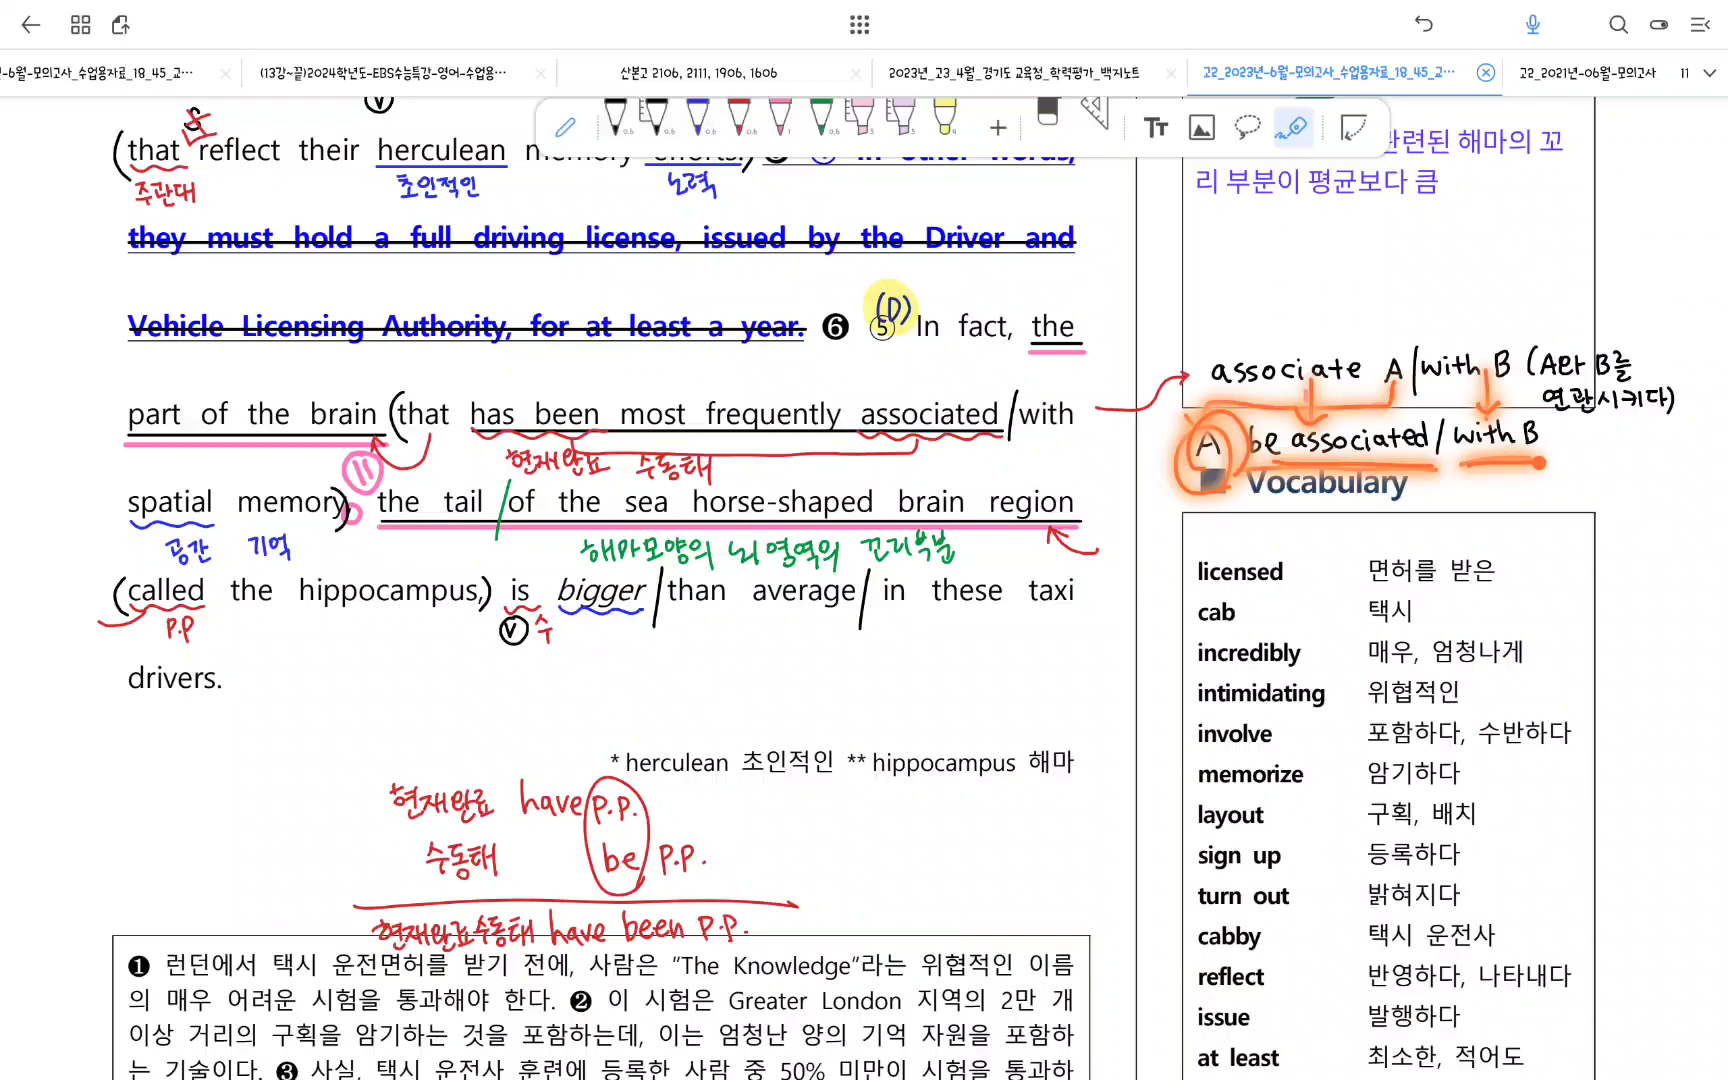 년-6월-모의고사_수업용자료_18_45_고…
(13강~끝)2024학년도-EBS수능특강-영어-수업용…
산본고 2106, 2111, 1906, 1606
2023년_고3_4월_경기도 교육청_학력평가_백지노트
고2_2023년-6월-모의고사_수업용자료_18_45_고…
고2_2021년-06월-모의고사
11
V
S
that reflect their herculean memory efforts.
주관대
초인적인
노력
In other words,
they must hold a full driving license, issued by the Driver and
Vehicle Licensing Authority, for at least a year. ❻ ⑤ In fact, the
(D)
part of the brain (that has been most frequently associated / with
현재완료 수동태
spatial memory), the tail / of the sea horse-shaped brain region
공간 기억
해마모양의 뇌 영역의 꼬리부분
(called the hippocampus,) is bigger / than average / in these taxi
P.P
V 수
drivers.
* herculean 초인적인 ** hippocampus 해마
현재완료 have p.p.
수동태 be p.p.
현재완료수동태 have been p.p.
❶ 런던에서 택시 운전면허를 받기 전에, 사람은 “The Knowledge”라는 위협적인 이름
의 매우 어려운 시험을 통과해야 한다. ❷ 이 시험은 Greater London 지역의 2만 개
이상 거리의 구획을 암기하는 것을 포함하는데, 이는 엄청난 양의 기억 자원을 포함하
는 기술이다. ❸ 사실, 택시 운전사 훈련에 등록한 사람 중 50% 미만이 시험을 통과하
관련된 해마의 꼬
리 부분이 평균보다 큼
associate A / with B (A와 B를
연관시키다)
A be associated / with B
Vocabulary
licensed 면허를 받은
cab 택시
incredibly 매우, 엄청나게
intimidating 위협적인
involve 포함하다, 수반하다
memorize 암기하다
layout 구획, 배치
sign up 등록하다
turn out 밝혀지다
cabby 택시 운전사
reflect 반영하다, 나타내다
issue 발행하다
at least 최소한, 적어도